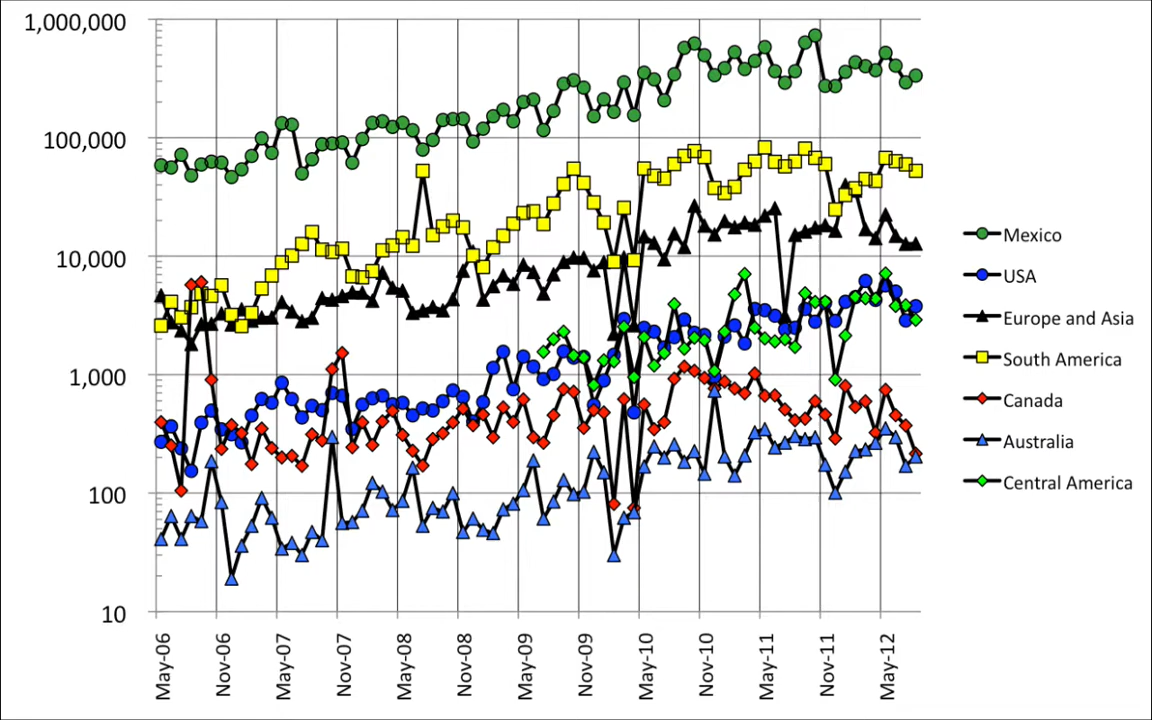 1,000,000
100,000
10,000
1,000
100
10
May-06
Nov-06
May-07
Nov-07
May-08
Nov-08
May-09
Nov-09
May-10
Nov-10
May-11
Nov-11
May-12
Mexico
USA
Europe and Asia
South America
Canada
Australia
Central America